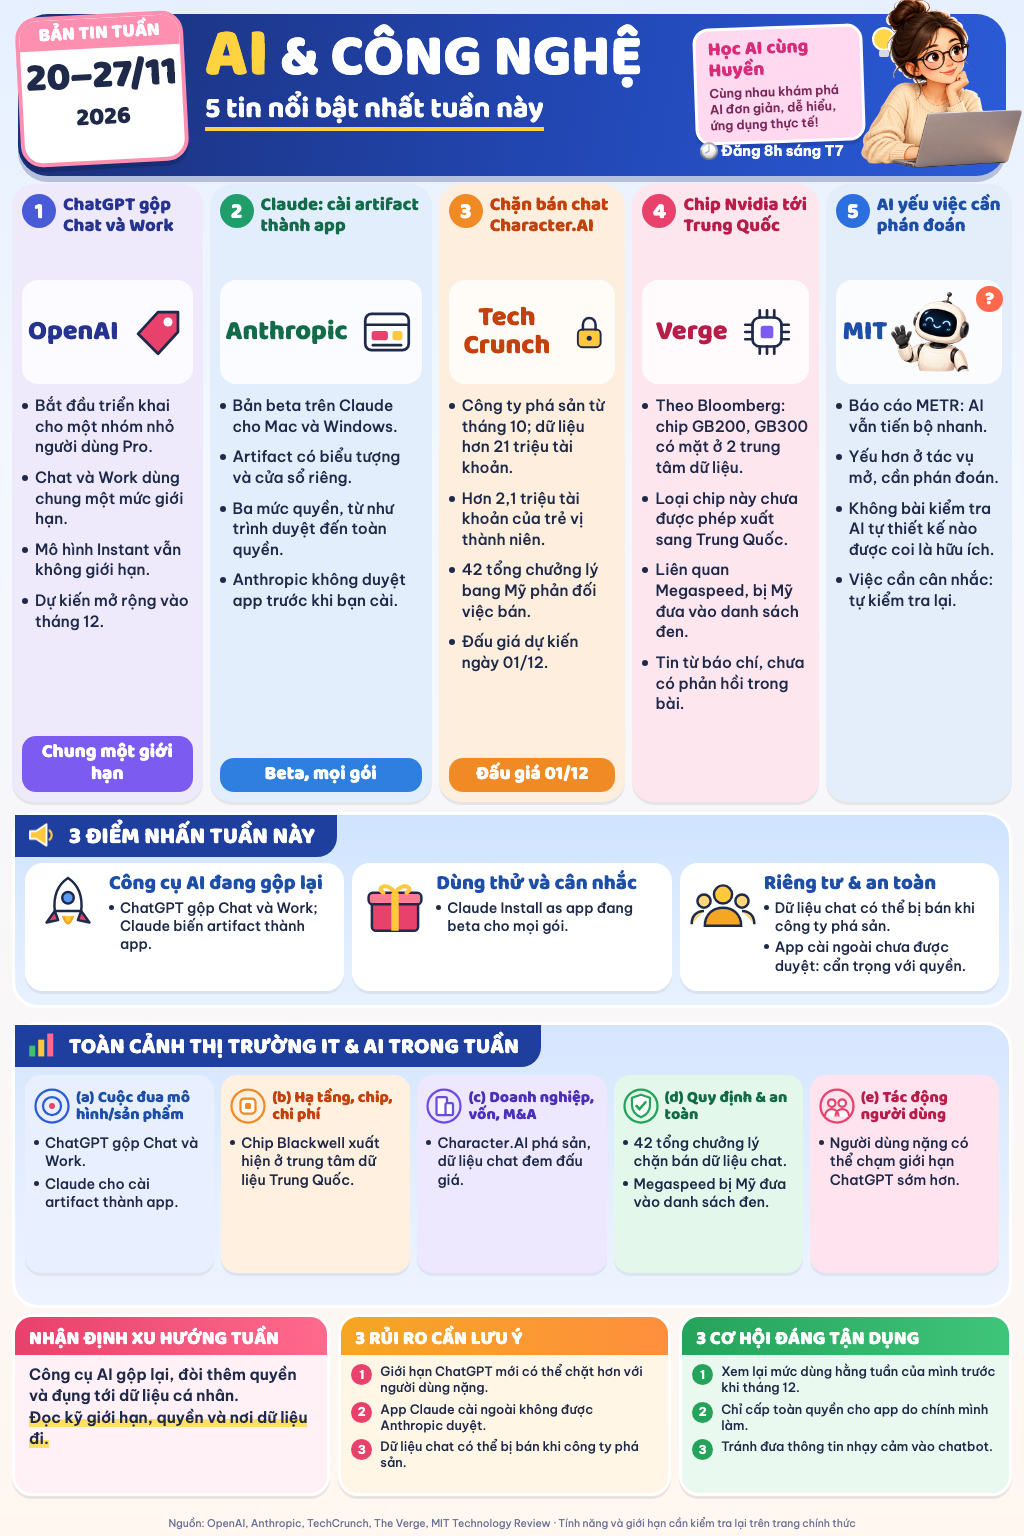 BẢN TIN TUẦN
20–27/11
2026
AI & CÔNG NGHỆ
5 tin nổi bật nhất tuần này
Học AI cùng
Huyền
Cùng nhau khám phá
AI đơn giản, dễ hiểu,
ứng dụng thực tế!
Đăng 8h sáng T7
1 ChatGPT gộp
Chat và Work
OpenAI
• Bắt đầu triển khai
cho một nhóm nhỏ
người dùng Pro.
• Chat và Work dùng
chung một mức giới
hạn.
• Mô hình Instant vẫn
không giới hạn.
• Dự kiến mở rộng vào
tháng 12.
Chung một giới
hạn
2 Claude: cài artifact
thành app
Anthropic
• Bản beta trên Claude
cho Mac và Windows.
• Artifact có biểu tượng
và cửa sổ riêng.
• Ba mức quyền, từ như
trình duyệt đến toàn
quyền.
• Anthropic không duyệt
app trước khi bạn cài.
Beta, mọi gói
3 Chặn bán chat
Character.AI
Tech
Crunch
• Công ty phá sản từ
tháng 10; dữ liệu
hơn 21 triệu tài
khoản.
• Hơn 2,1 triệu tài
khoản của trẻ vị
thành niên.
• 42 tổng chưởng lý
bang Mỹ phản đối
việc bán.
• Đấu giá dự kiến
ngày 01/12.
Đấu giá 01/12
4 Chip Nvidia tới
Trung Quốc
Verge
• Theo Bloomberg:
chip GB200, GB300
có mặt ở 2 trung
tâm dữ liệu.
• Loại chip này chưa
được phép xuất
sang Trung Quốc.
• Liên quan
Megaspeed, bị Mỹ
đưa vào danh sách
đen.
• Tin từ báo chí, chưa
có phản hồi trong
bài.
5 AI yếu việc cần
phán đoán
MIT
?
• Báo cáo METR: AI
vẫn tiến bộ nhanh.
• Yếu hơn ở tác vụ
mở, cần phán đoán.
• Không bài kiểm tra
AI tự thiết kế nào
được coi là hữu ích.
• Việc cần cân nhắc:
tự kiểm tra lại.
3 ĐIỂM NHẤN TUẦN NÀY
Công cụ AI đang gộp lại
• ChatGPT gộp Chat và Work;
Claude biến artifact thành
app.
Dùng thử và cân nhắc
• Claude Install as app đang
beta cho mọi gói.
Riêng tư & an toàn
• Dữ liệu chat có thể bị bán khi
công ty phá sản.
• App cài ngoài chưa được
duyệt: cẩn trọng với quyền.
TOÀN CẢNH THỊ TRƯỜNG IT & AI TRONG TUẦN
(a) Cuộc đua mô
hình/sản phẩm
• ChatGPT gộp Chat và
Work.
• Claude cho cài
artifact thành app.
(b) Hạ tầng, chip,
chi phí
• Chip Blackwell xuất
hiện ở trung tâm dữ
liệu Trung Quốc.
(c) Doanh nghiệp,
vốn, M&A
• Character.AI phá sản,
dữ liệu chat đem đấu
giá.
(d) Quy định & an
toàn
• 42 tổng chưởng lý
chặn bán dữ liệu chat.
• Megaspeed bị Mỹ đưa
vào danh sách đen.
(e) Tác động
người dùng
• Người dùng nặng có
thể chạm giới hạn
ChatGPT sớm hơn.
NHẬN ĐỊNH XU HƯỚNG TUẦN
Công cụ AI gộp lại, đòi thêm quyền
và đụng tới dữ liệu cá nhân.
Đọc kỹ giới hạn, quyền và nơi dữ liệu
đi.
3 RỦI RO CẦN LƯU Ý
1 Giới hạn ChatGPT mới có thể chặt hơn với
người dùng nặng.
2 App Claude cài ngoài không được
Anthropic duyệt.
3 Dữ liệu chat có thể bị bán khi công ty phá
sản.
3 CƠ HỘI ĐÁNG TẬN DỤNG
1 Xem lại mức dùng hằng tuần của mình trước
khi tháng 12.
2 Chỉ cấp toàn quyền cho app do chính mình
làm.
3 Tránh đưa thông tin nhạy cảm vào chatbot.
Nguồn: OpenAI, Anthropic, TechCrunch, The Verge, MIT Technology Review · Tính năng và giới hạn cần kiểm tra lại trên trang chính thức